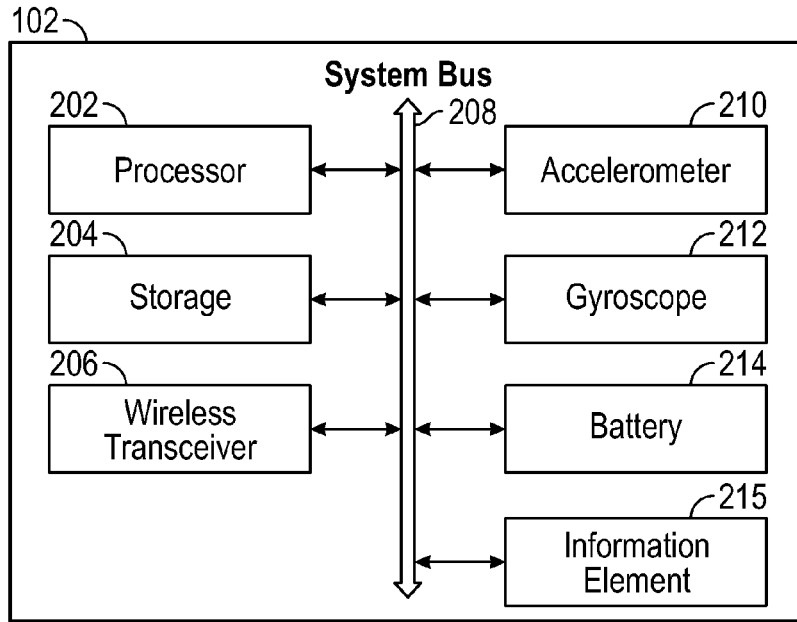 102
System Bus
208
202
Processor
210
Accelerometer
204
Storage
212
Gyroscope
206
Wireless
Transceiver
214
Battery
215
Information
Element